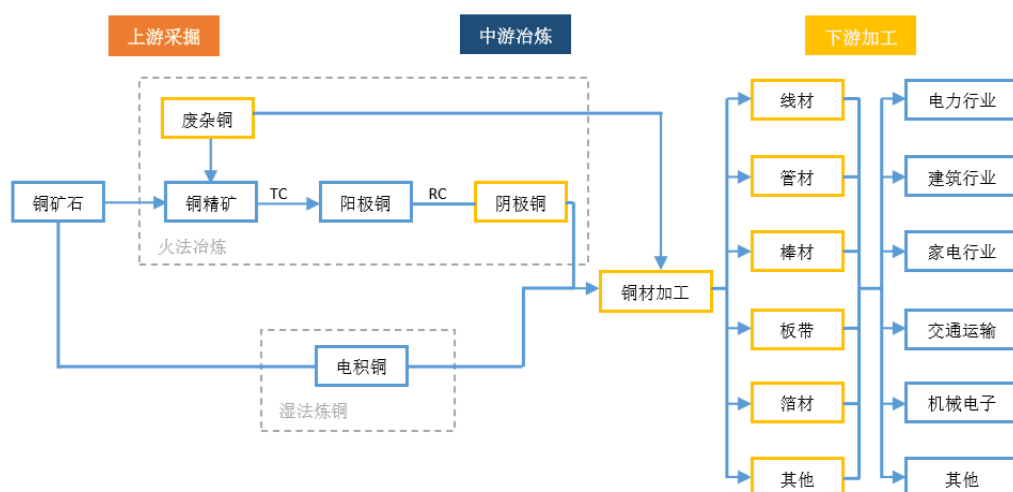 上游采掘
中游冶炼
下游加工
废杂铜
铜矿石
铜精矿
TC
阳极铜
RC
阴极铜
火法冶炼
电积铜
湿法炼铜
铜材加工
线材
管材
棒材
板带
箔材
其他
电力行业
建筑行业
家电行业
交通运输
机械电子
其他